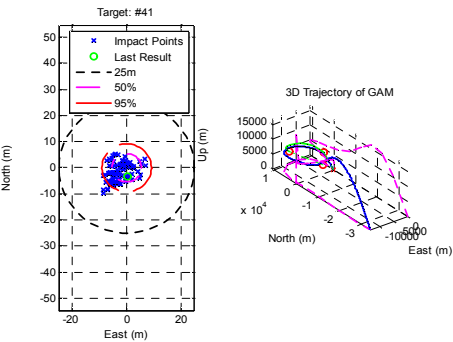 Target: #41
Impact Points
Last Result
25m
50%
95%
50
40
30
20
10
0
-10
-20
-30
-40
-50
North (m)
-20
0
20
East (m)
3D Trajectory of GAM
Up (m)
15000
10000
5000
0
1
0
-1
-2
-3
x 10^4
North (m)
-10000
0
5000
East (m)